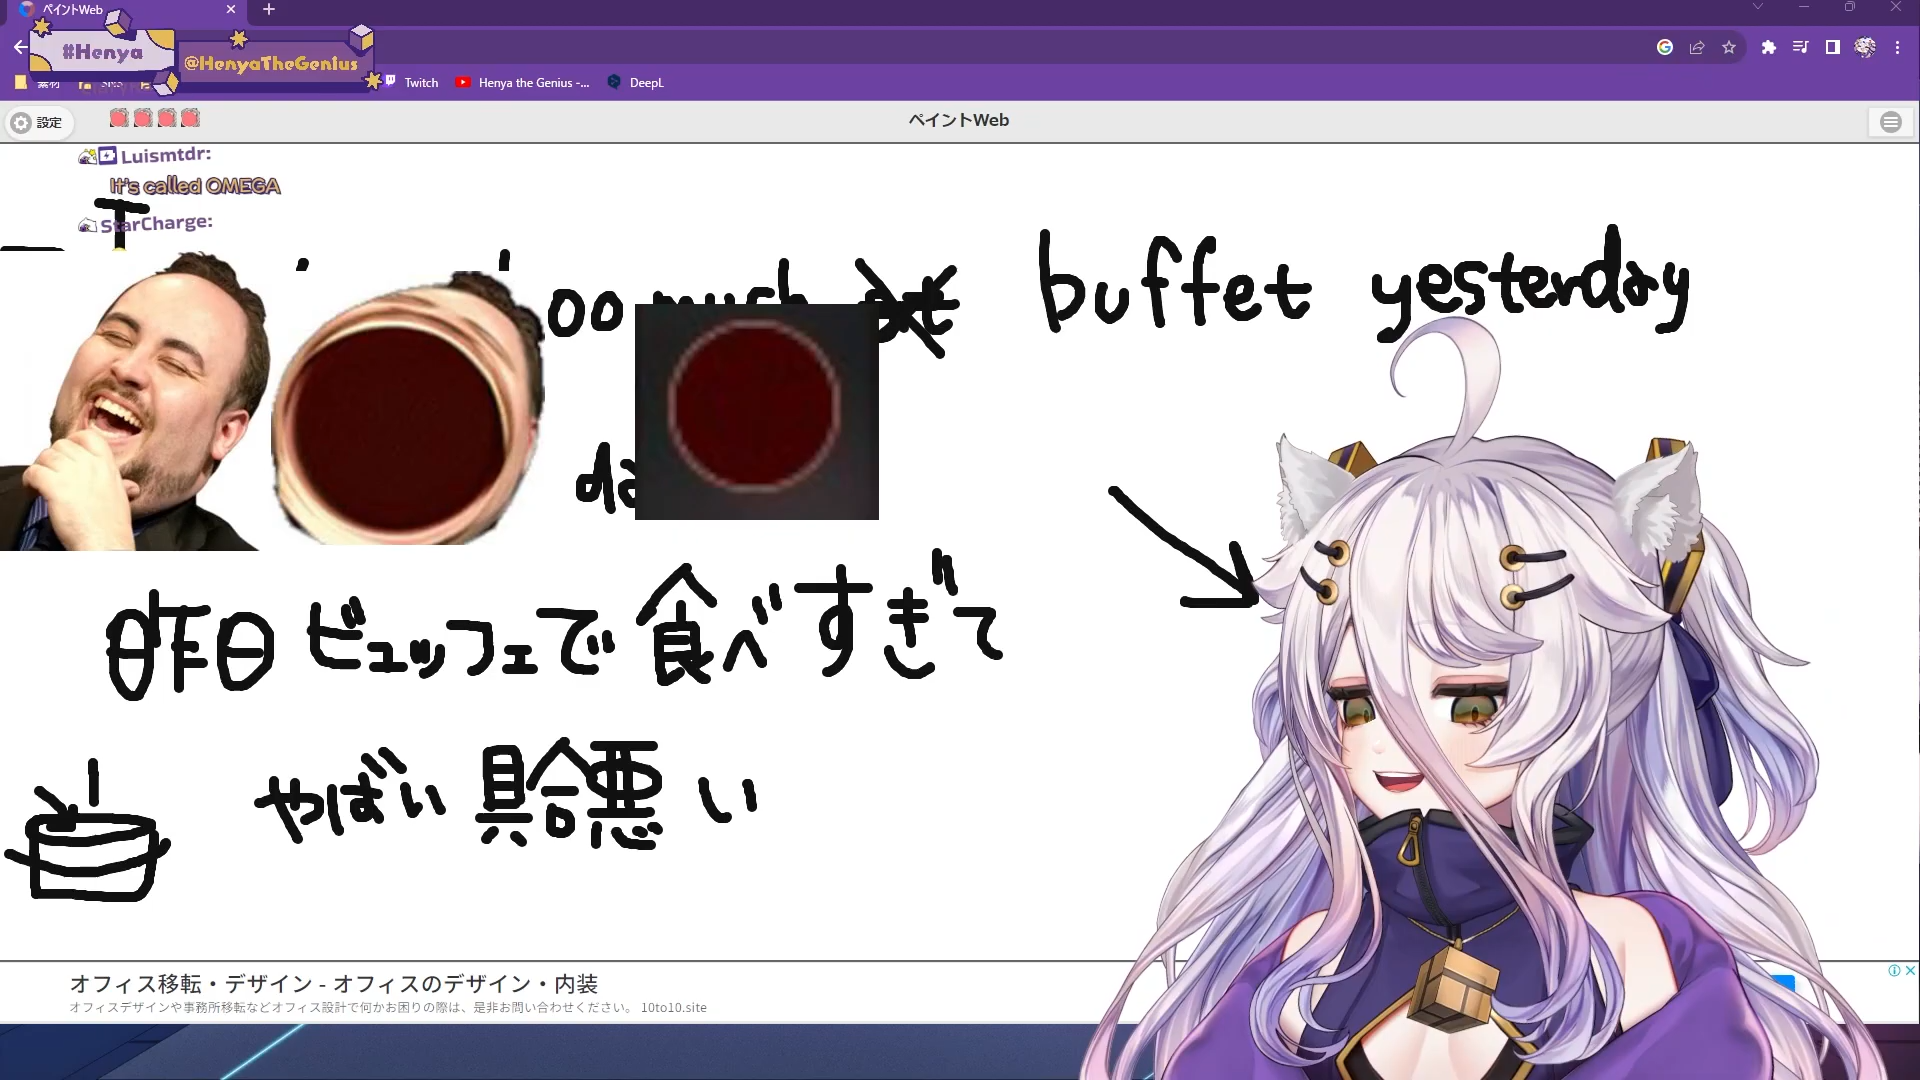 ペイントWeb
#Henya
@HenyaTheGenius
素材
Twitch
Henya the Genius -...
DeepL
設定
ペイントWeb
Luismtdr:
It's called OMEGA
StarCharge:
buffet yesterday
昨日ビュッフェで食べすぎて
やばい 具合悪い
オフィス移転・デザイン - オフィスのデザイン・内装
オフィスデザインや事務所移転などオフィス設計で何かお困りの際は、是非お問い合わせください。 10to10.site